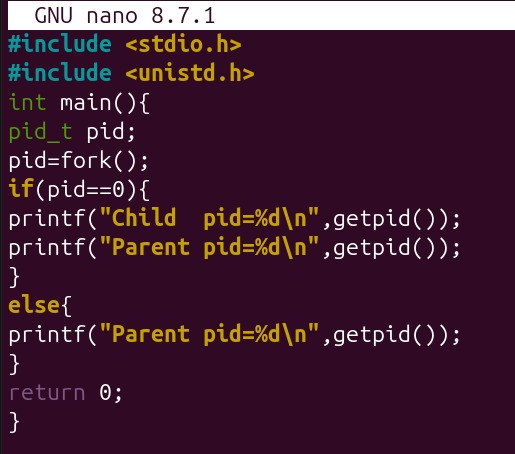 GNU nano 8.7.1
#include <stdio.h>
#include <unistd.h>
int main(){
pid_t pid;
pid=fork();
if(pid==0){
printf("Child  pid=%d\n",getpid());
printf("Parent pid=%d\n",getpid());
}
else{
printf("Parent pid=%d\n",getpid());
}
return 0;
}